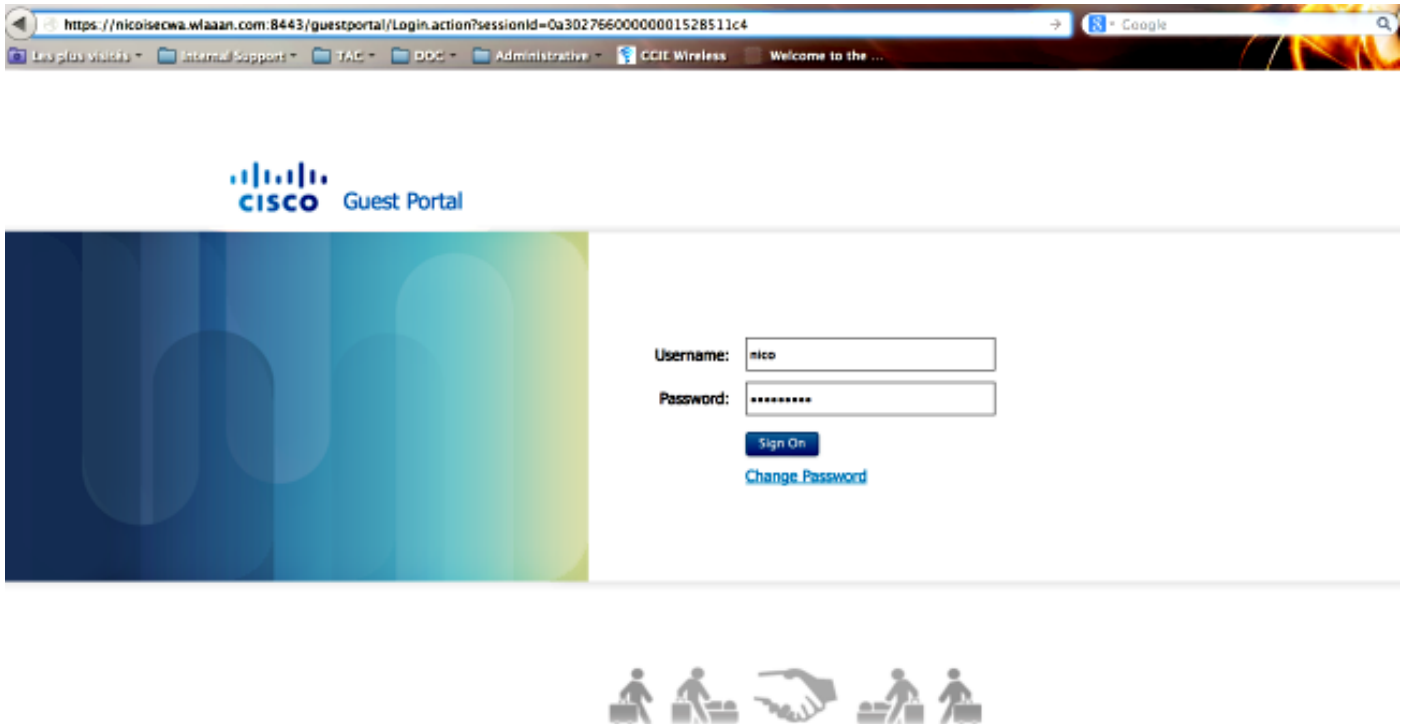 https://nicoisecwa.wlaaan.com:8443/guestportal/Login.action?sessionId=0a30276600000001528511c4
Google
Les plus visités Internal Support TAC DOC Administrative CCIE Wireless Welcome to the ...
CISCO Guest Portal
Username: nico
Password: •••••••••
Sign On
Change Password